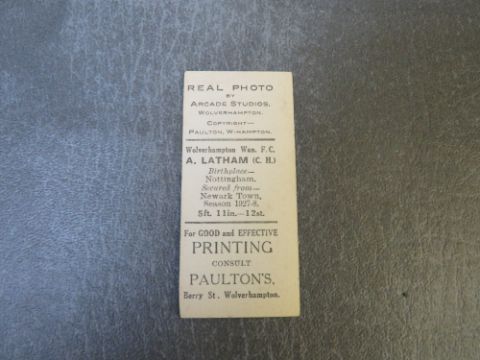 REAL PHOTO
BY
ARCADE STUDIOS,
WOLVERHAMPTON.
COPYRIGHT—
PAULTON, W'HAMPTON.
Wolverhampton Wan. F.C.
A. LATHAM (C. H.)
Birthplace—
Nottingham.
Secured from—
Newark Town,
Season 1927-8.
5ft. 11in.—12st.
For GOOD and EFFECTIVE
PRINTING
CONSULT
PAULTON'S,
Berry St, Wolverhampton.